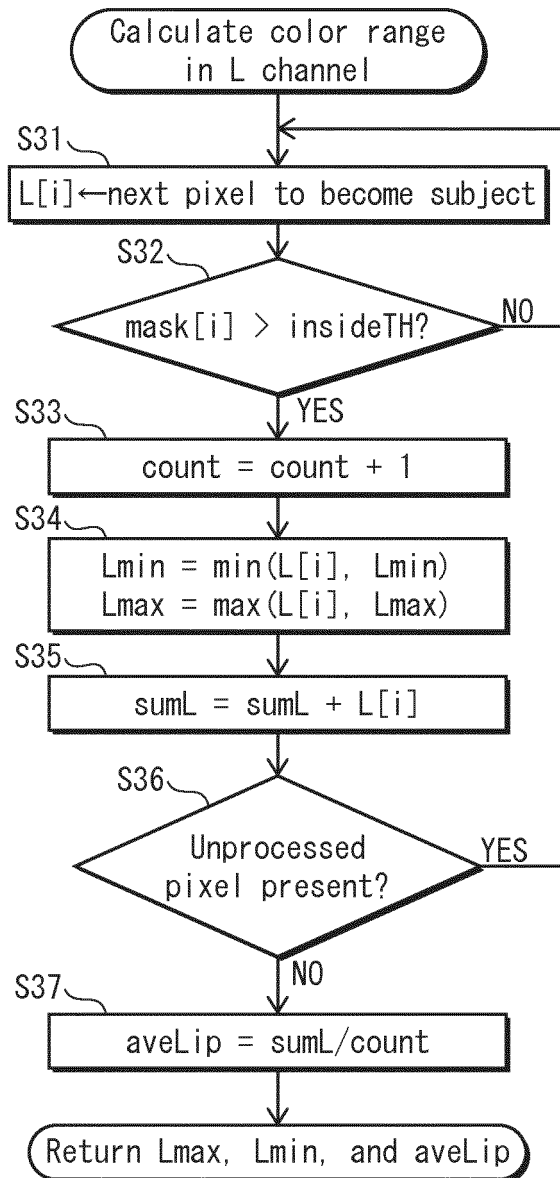 Calculate color range
in L channel
S31
L[i]←next pixel to become subject
S32
mask[i] > insideTH?
NO
YES
S33
count = count + 1
S34
Lmin = min(L[i], Lmin)
Lmax = max(L[i], Lmax)
S35
sumL = sumL + L[i]
S36
Unprocessed
pixel present?
YES
NO
S37
aveLip = sumL/count
Return Lmax, Lmin, and aveLip